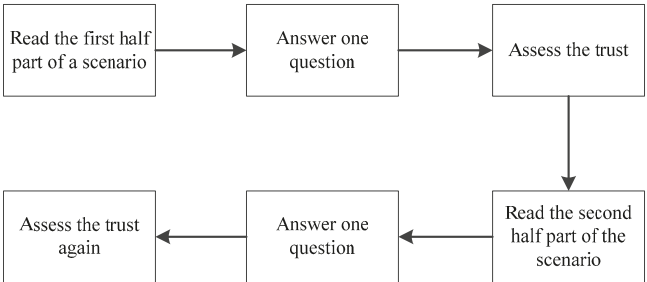 Read the first half
part of a scenario
Answer one
question
Assess the trust
Read the second
half part of the
scenario
Answer one
question
Assess the trust
again